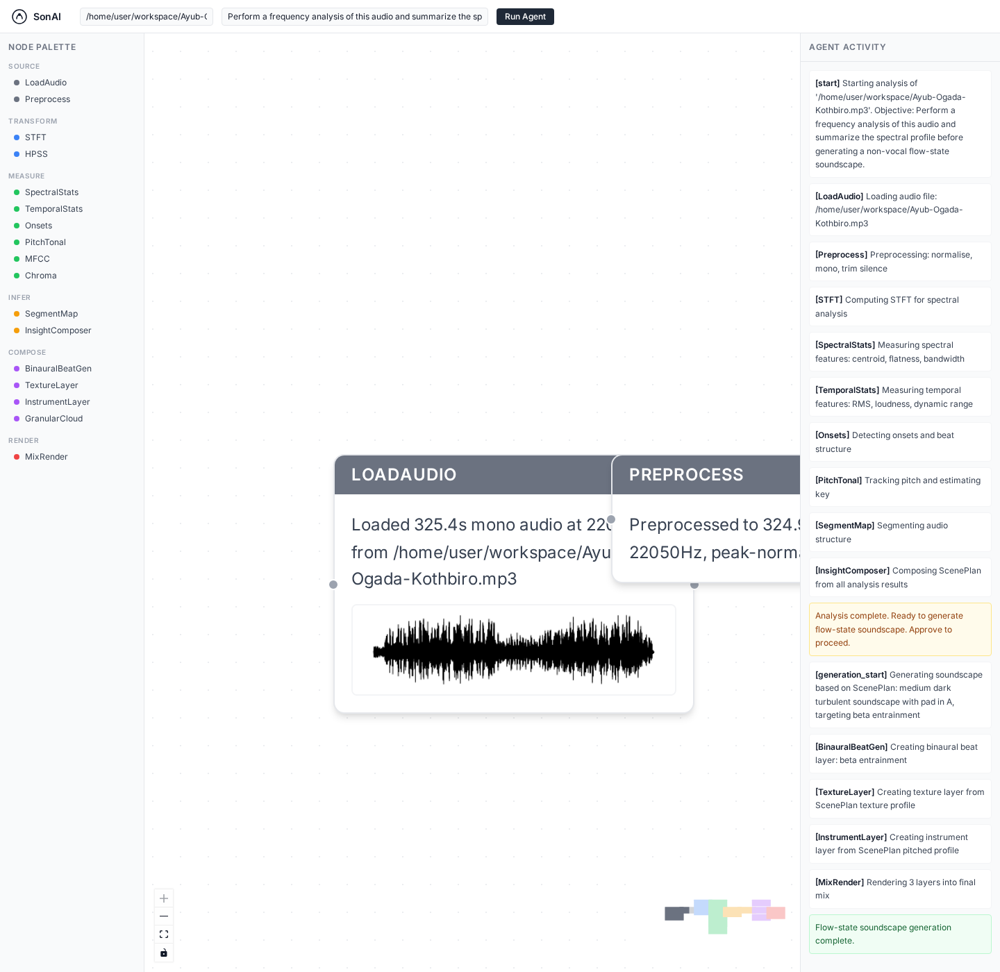 SonAI
/home/user/workspace/Ayub-
Perform a frequency analysis of this audio and summarize the sp
Run Agent
NODE PALETTE
SOURCE
LoadAudio
Preprocess
TRANSFORM
STFT
HPSS
MEASURE
SpectralStats
TemporalStats
Onsets
PitchTonal
MFCC
Chroma
INFER
SegmentMap
InsightComposer
COMPOSE
BinauralBeatGen
TextureLayer
InstrumentLayer
GranularCloud
RENDER
MixRender
LOADAUDIO
Loaded 325.4s mono audio at 220
from /home/user/workspace/Ayu
Ogada-Kothbiro.mp3
PREPROCESS
Preprocessed to 324.9
22050Hz, peak-norma
AGENT ACTIVITY
[start] Starting analysis of
'/home/user/workspace/Ayub-Ogada-
Kothbiro.mp3'. Objective: Perform a
frequency analysis of this audio and
summarize the spectral profile before
generating a non-vocal flow-state
soundscape.
[LoadAudio] Loading audio file:
/home/user/workspace/Ayub-Ogada-
Kothbiro.mp3
[Preprocess] Preprocessing: normalise,
mono, trim silence
[STFT] Computing STFT for spectral
analysis
[SpectralStats] Measuring spectral
features: centroid, flatness, bandwidth
[TemporalStats] Measuring temporal
features: RMS, loudness, dynamic range
[Onsets] Detecting onsets and beat
structure
[PitchTonal] Tracking pitch and estimating
key
[SegmentMap] Segmenting audio
structure
[InsightComposer] Composing ScenePlan
from all analysis results
Analysis complete. Ready to generate
flow-state soundscape. Approve to
proceed.
[generation_start] Generating soundscape
based on ScenePlan: medium dark
turbulent soundscape with pad in A,
targeting beta entrainment
[BinauralBeatGen] Creating binaural beat
layer: beta entrainment
[TextureLayer] Creating texture layer from
ScenePlan texture profile
[InstrumentLayer] Creating instrument
layer from ScenePlan pitched profile
[MixRender] Rendering 3 layers into final
mix
Flow-state soundscape generation
complete.